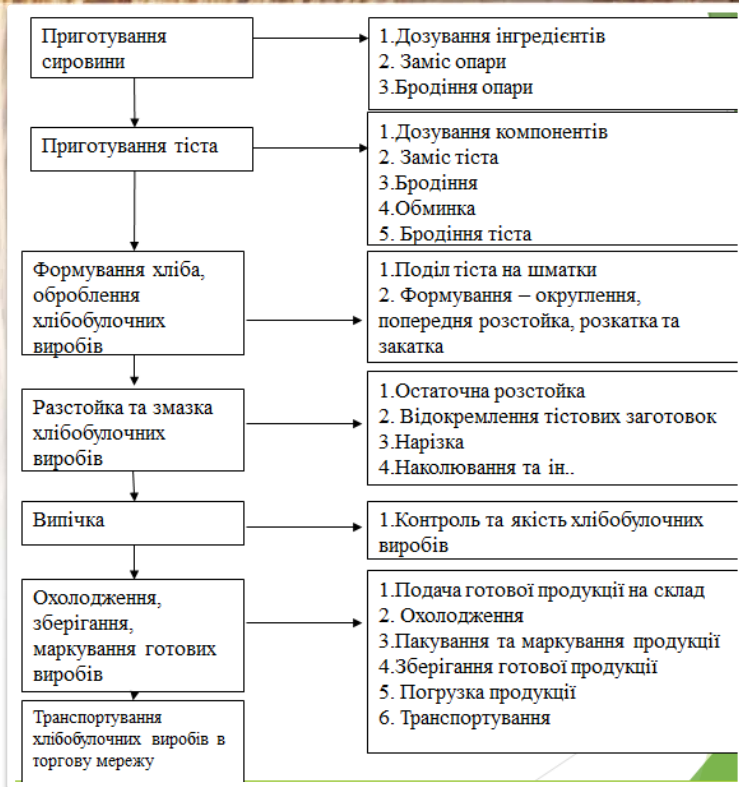 Приготування
сировини
1.Дозування інгредієнтів
2. Заміс опари
3.Бродіння опари
Приготування тіста
1.Дозування компонентів
2. Заміс тіста
3.Бродіння
4.Обминка
5. Бродіння тіста
Формування хліба,
оброблення
хлібобулочних
виробів
1.Поділ тіста на шматки
2. Формування – округлення,
попередня розстойка, розкатка та
закатка
Разстойка та змазка
хлібобулочних
виробів
1.Остаточна розстойка
2. Відокремлення тістових заготовок
3.Нарізка
4.Наколювання та ін..
Випічка
1.Контроль та якість хлібобулочних
виробів
Охолодження,
зберігання,
маркування готових
виробів
1.Подача готової продукції на склад
2. Охолодження
3.Пакування та маркування продукції
4.Зберігання готової продукції
5. Погрузка продукції
6. Транспортування
Транспортування
хлібобулочних виробів в
торгову мережу